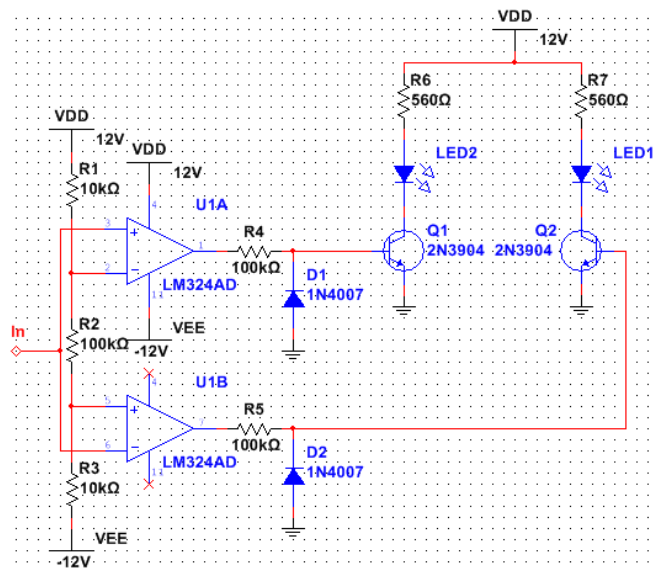 VDD
12V
R6
560Ω
R7
560Ω
VDD
12V
VDD
12V
LED2
LED1
R1
10kΩ
4
U1A
3
2
1
11
LM324AD
R4
100kΩ
Q1
2N3904
Q2
2N3904
D1
1N4007
In
R2
100kΩ
VEE
-12V
4
U1B
5
6
7
11
LM324AD
R5
100kΩ
D2
1N4007
R3
10kΩ
VEE
-12V